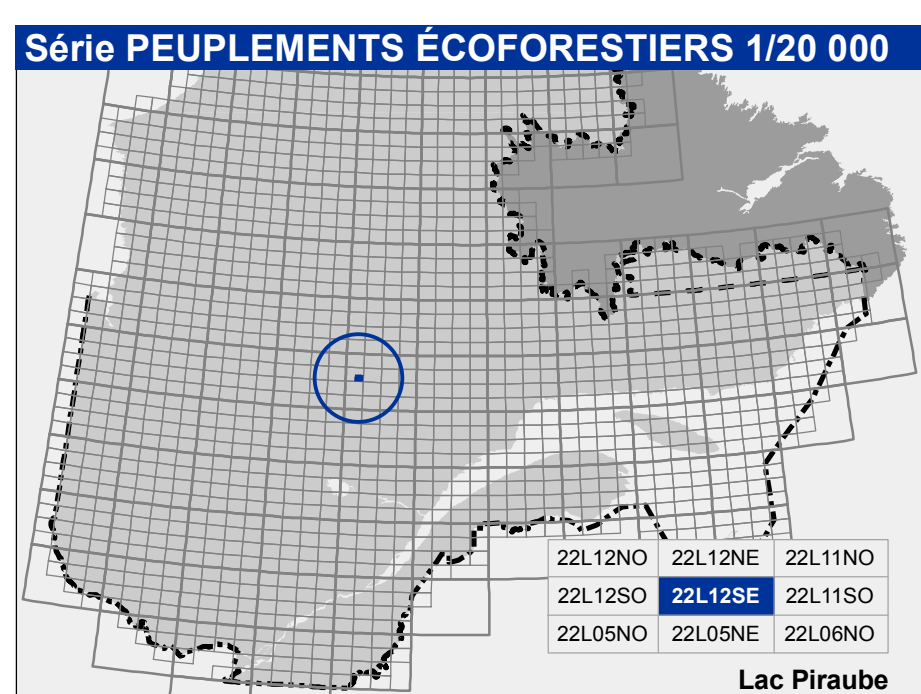 Série PEUPLEMENTS ÉCOFORESTIERS 1/20 000
22L12NO 22L12NE 22L11NO
22L12SO 22L12SE 22L11SO
22L05NO 22L05NE 22L06NO
Lac Piraube